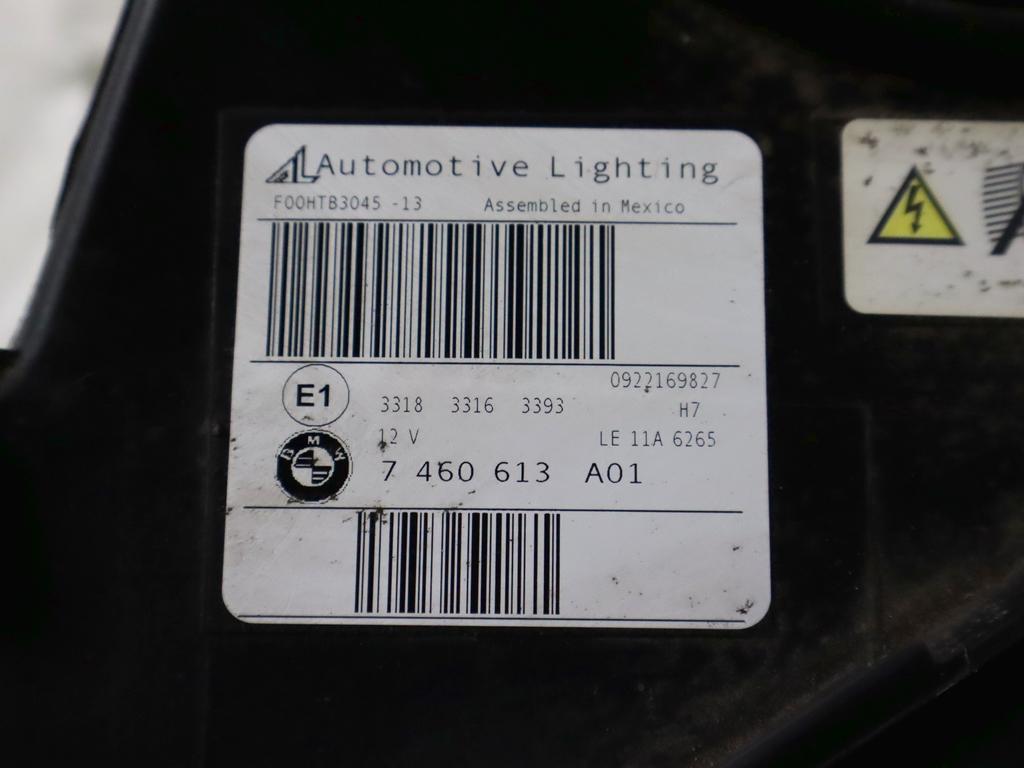 AL Automotive Lighting
F00HTB3045 -13 Assembled in Mexico
0922169827
E1 3318 3316 3393 H7
12 V LE 11A 6265
BMW 7 460 613 A01